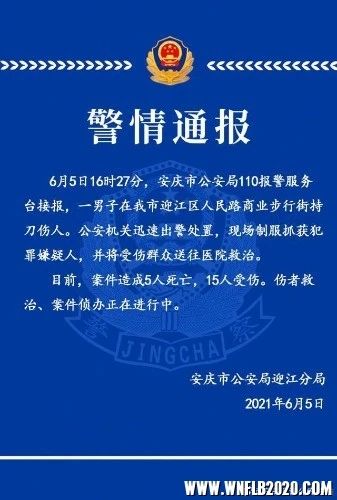 警情通报
6月5日16时27分，安庆市公安局110报警服务
台接报，一男子在我市迎江区人民路商业步行街持
刀伤人。公安机关迅速出警处置，现场制服抓获犯
罪嫌疑人，并将受伤群众送往医院救治。
目前，案件造成5人死亡，15人受伤。伤者救
治、案件侦办正在进行中。
警 察
JINGCHA
安庆市公安局迎江分局
2021年6月5日
WWW.WNFLB2020.COM